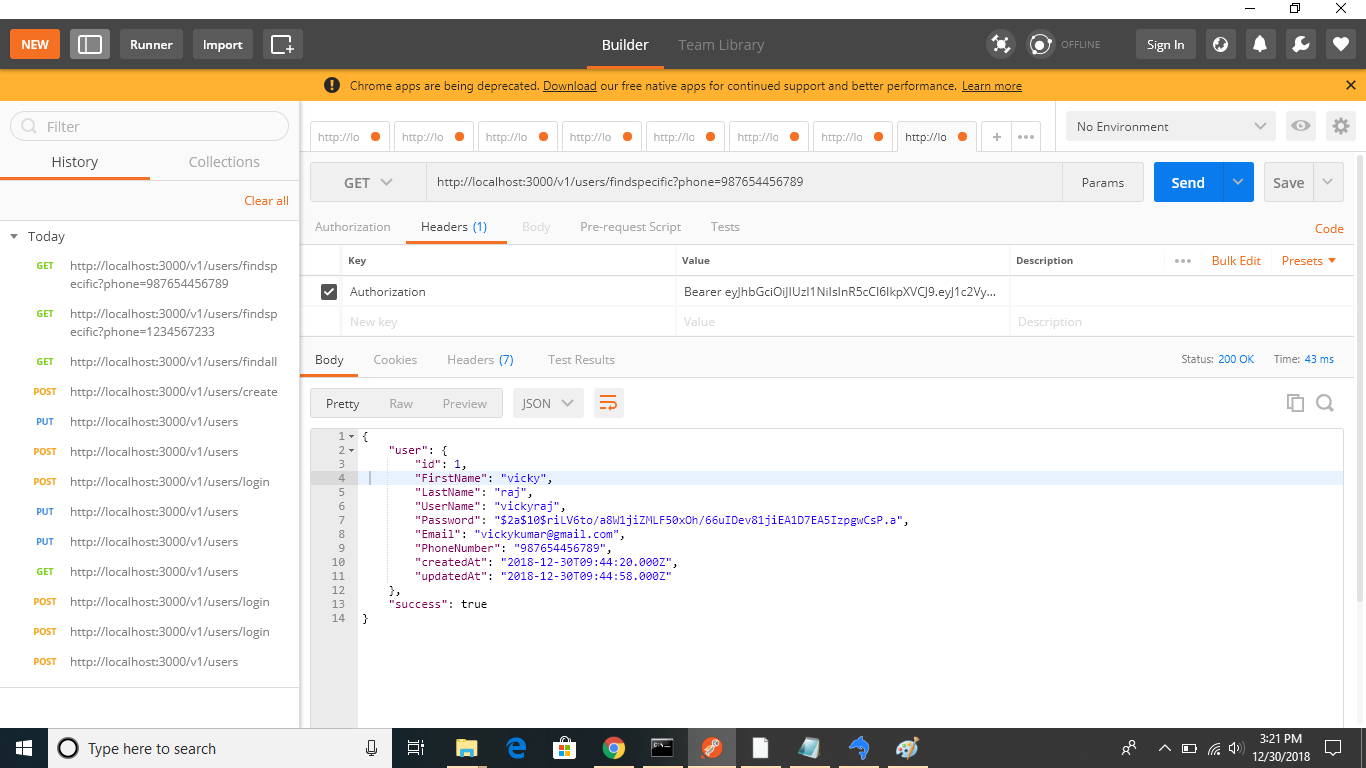 NEW Runner Import Builder Team Library OFFLINE Sign In
Chrome apps are being deprecated. Download our free native apps for continued support and better performance. Learn more
Filter
History Collections
Clear all
Today
GET http://localhost:3000/v1/users/findsp
ecific?phone=987654456789
GET http://localhost:3000/v1/users/findsp
ecific?phone=1234567233
GET http://localhost:3000/v1/users/findall
POST http://localhost:3000/v1/users/create
PUT http://localhost:3000/v1/users
POST http://localhost:3000/v1/users
POST http://localhost:3000/v1/users/login
PUT http://localhost:3000/v1/users
PUT http://localhost:3000/v1/users
GET http://localhost:3000/v1/users
POST http://localhost:3000/v1/users/login
POST http://localhost:3000/v1/users/login
POST http://localhost:3000/v1/users
http://lo http://lo http://lo http://lo http://lo http://lo http://lo http://lo + ••• No Environment
GET http://localhost:3000/v1/users/findspecific?phone=987654456789 Params Send Save
Authorization Headers (1) Body Pre-request Script Tests Code
Key Value Description ••• Bulk Edit Presets
Authorization Bearer eyJhbGciOiJIUzI1NiIsInR5cCI6IkpXVCJ9.eyJ1c2Vy...
New key Value Description
Body Cookies Headers (7) Test Results Status: 200 OK Time: 43 ms
Pretty Raw Preview JSON
1 {
2 "user": {
3 "id": 1,
4 "FirstName": "vicky",
5 "LastName": "raj",
6 "UserName": "vickyraj",
7 "Password": "$2a$10$riLV6to/a8W1jiZMLF50xOh/66uIDev81jiEA1D7EA5IzpgwCsP.a",
8 "Email": "vickykumar@gmail.com",
9 "PhoneNumber": "987654456789",
10 "createdAt": "2018-12-30T09:44:20.000Z",
11 "updatedAt": "2018-12-30T09:44:58.000Z"
12 },
13 "success": true
14 }
Type here to search
3:21 PM
12/30/2018